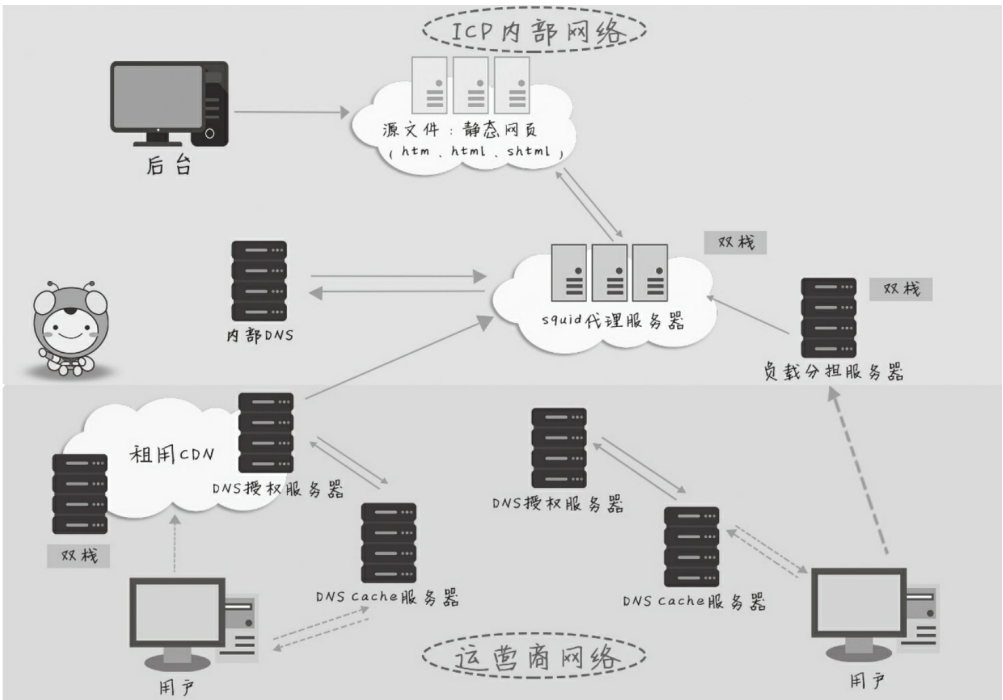 ICP内部网络
源文件：静态网页
（htm、html、shtml）
后台
双栈
双栈
squid代理服务器
内部DNS
负载分担服务器
租用CDN
DNS授权服务器
DNS授权服务器
双栈
DNS cache服务器
DNS cache服务器
运营商网络
用户
用户